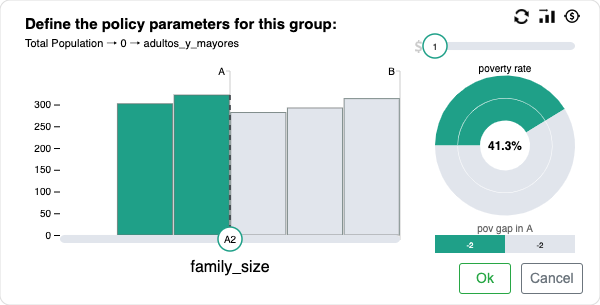 Define the policy parameters for this group:
Total Population → 0 → adultos_y_mayores
$ 1
A
B
300
250
200
150
100
50
0
A2
family_size
poverty rate
41.3%
pov gap in A
-2 -2
Ok Cancel